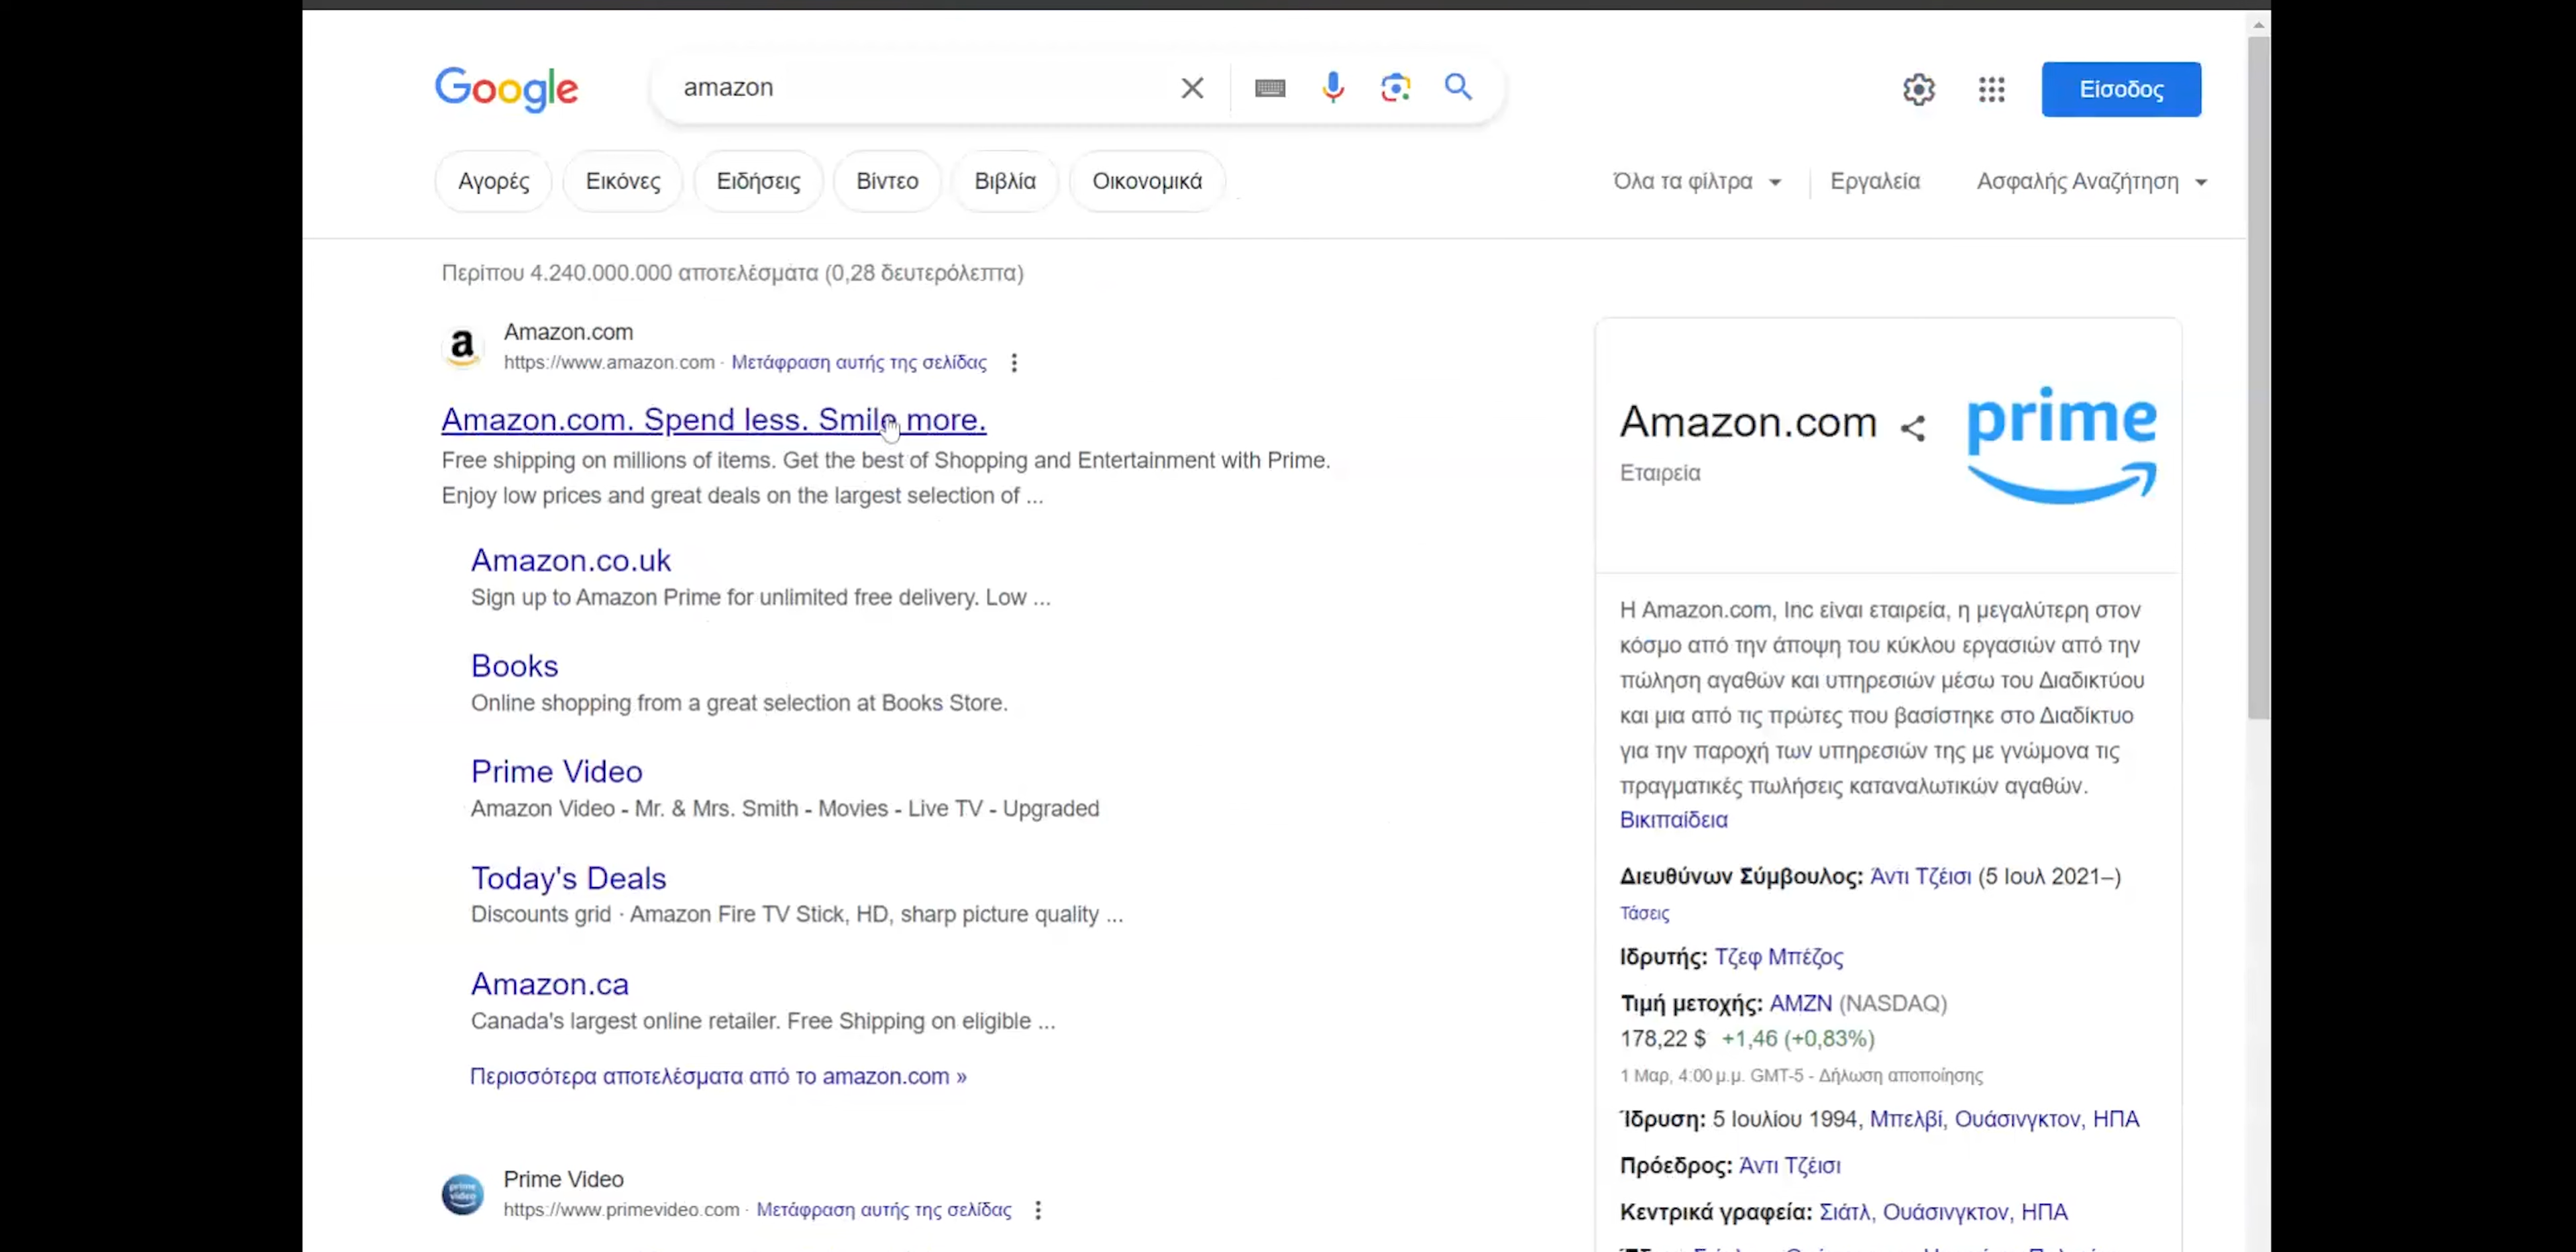 Google
amazon
Είσοδος
Αγορές
Εικόνες
Ειδήσεις
Βίντεο
Βιβλία
Οικονομικά
Όλα τα φίλτρα
Εργαλεία
Ασφαλής Αναζήτηση
Περίπου 4.240.000.000 αποτελέσματα (0,28 δευτερόλεπτα)
a
Amazon.com
https://www.amazon.com · Μετάφραση αυτής της σελίδας
Amazon.com. Spend less. Smile more.
Free shipping on millions of items. Get the best of Shopping and Entertainment with Prime.
Enjoy low prices and great deals on the largest selection of ...
Amazon.co.uk
Sign up to Amazon Prime for unlimited free delivery. Low ...
Books
Online shopping from a great selection at Books Store.
Prime Video
Amazon Video - Mr. & Mrs. Smith - Movies - Live TV - Upgraded
Today's Deals
Discounts grid · Amazon Fire TV Stick, HD, sharp picture quality ...
Amazon.ca
Canada's largest online retailer. Free Shipping on eligible ...
Περισσότερα αποτελέσματα από το amazon.com »
prime video
Prime Video
https://www.primevideo.com · Μετάφραση αυτής της σελίδας
Amazon.com
Εταιρεία
prime
Η Amazon.com, Inc είναι εταιρεία, η μεγαλύτερη στον
κόσμο από την άποψη του κύκλου εργασιών από την
πώληση αγαθών και υπηρεσιών μέσω του Διαδικτύου
και μια από τις πρώτες που βασίστηκε στο Διαδίκτυο
για την παροχή των υπηρεσιών της με γνώμονα τις
πραγματικές πωλήσεις καταναλωτικών αγαθών.
Βικιπαίδεια
Διευθύνων Σύμβουλος: Άντι Τζέισι (5 Ιουλ 2021–)
Τάσεις
Ιδρυτής: Τζεφ Μπέζος
Τιμή μετοχής: AMZN (NASDAQ)
178,22 $ +1,46 (+0,83%)
1 Μαρ, 4:00 μ.μ. GMT-5 - Δήλωση αποποίησης
Ίδρυση: 5 Ιουλίου 1994, Μπελβί, Ουάσινγκτον, ΗΠΑ
Πρόεδρος: Άντι Τζέισι
Κεντρικά γραφεία: Σιάτλ, Ουάσινγκτον, ΗΠΑ